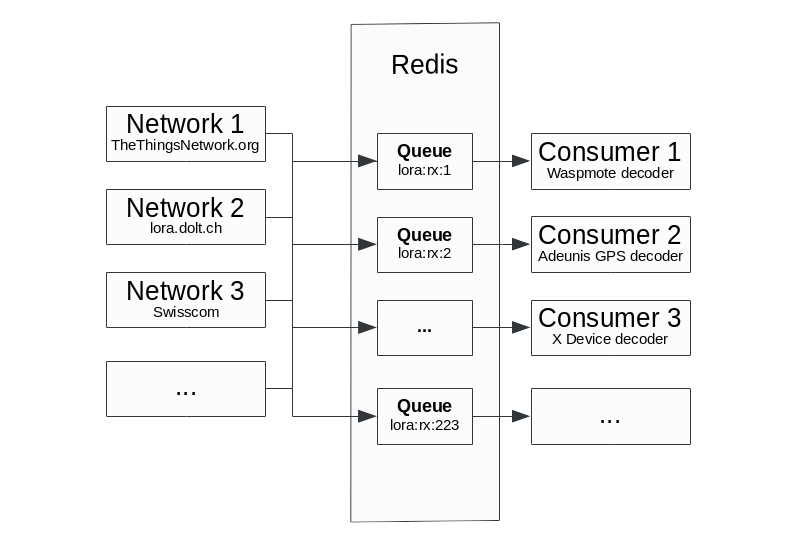 Redis
Network 1
TheThingsNetwork.org
Network 2
lora.dolt.ch
Network 3
Swisscom
...
Queue
lora:rx:1
Queue
lora:rx:2
...
Queue
lora:rx:223
Consumer 1
Waspmote decoder
Consumer 2
Adeunis GPS decoder
Consumer 3
X Device decoder
...